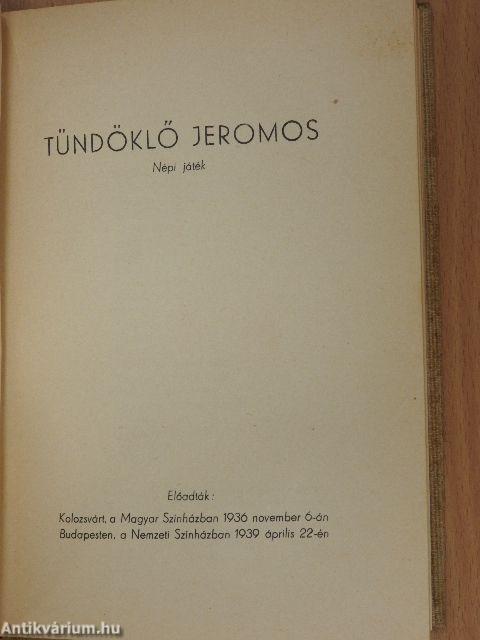 TÜNDÖKLŐ JEROMOS
Népi játék
Előadták:
Kolozsvárt, a Magyar Színházban 1936 november 6-án
Budapesten, a Nemzeti Színházban 1939 április 22-én
Antikvárium.hu